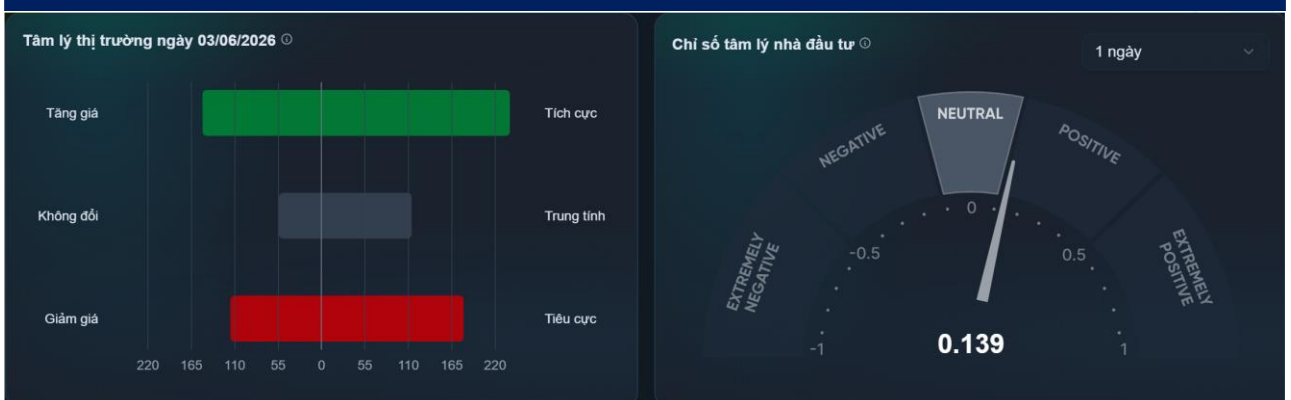 Tâm lý thị trường ngày 03/06/2026
Tăng giá
Tích cực
Không đổi
Trung tính
Giảm giá
Tiêu cực
220 165 110 55 0 55 110 165 220
Chỉ số tâm lý nhà đầu tư
1 ngày
EXTREMELY NEGATIVE
NEGATIVE
NEUTRAL
POSITIVE
EXTREMELY POSITIVE
-1
-0.5
0
0.5
1
0.139